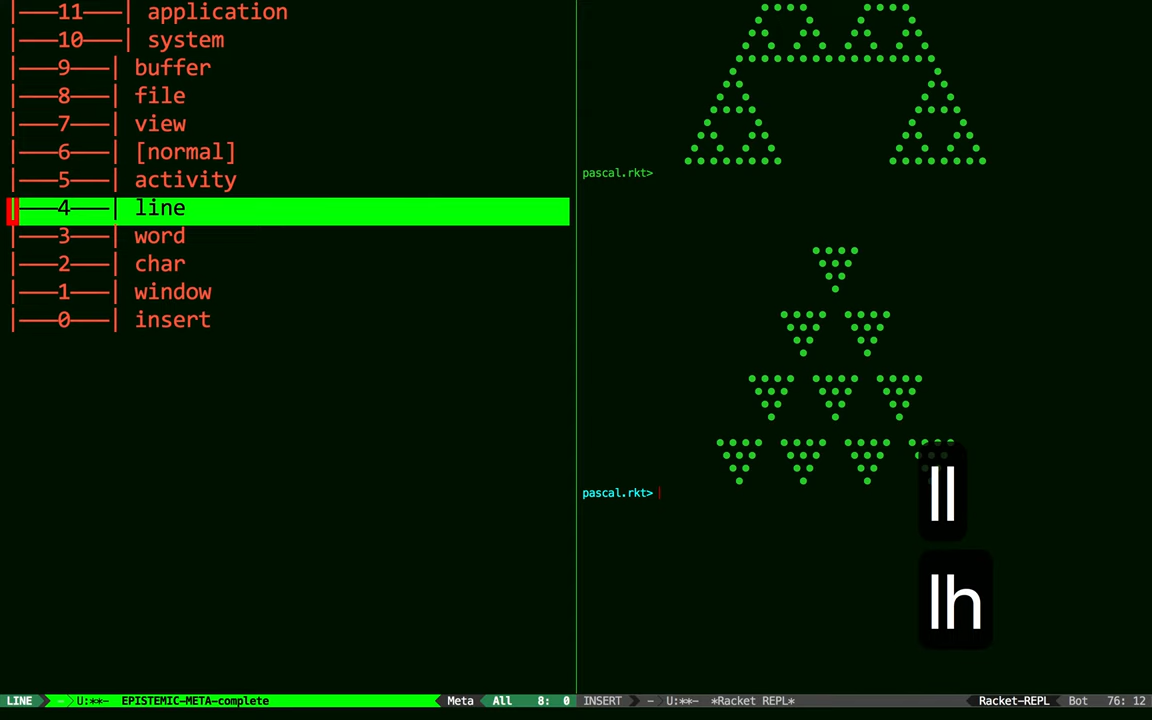 |———11———| application
|———10———| system
|———9———| buffer
|———8———| file
|———7———| view
|———6———| [normal]
|———5———| activity
|———4———| line
|———3———| word
|———2———| char
|———1———| window
|———0———| insert
pascal.rkt>
pascal.rkt>
ll
lh
LINE – U:**- EPISTEMIC-META-complete Meta All 8: 0
INSERT – U:**- *Racket REPL* Racket-REPL Bot 76: 12